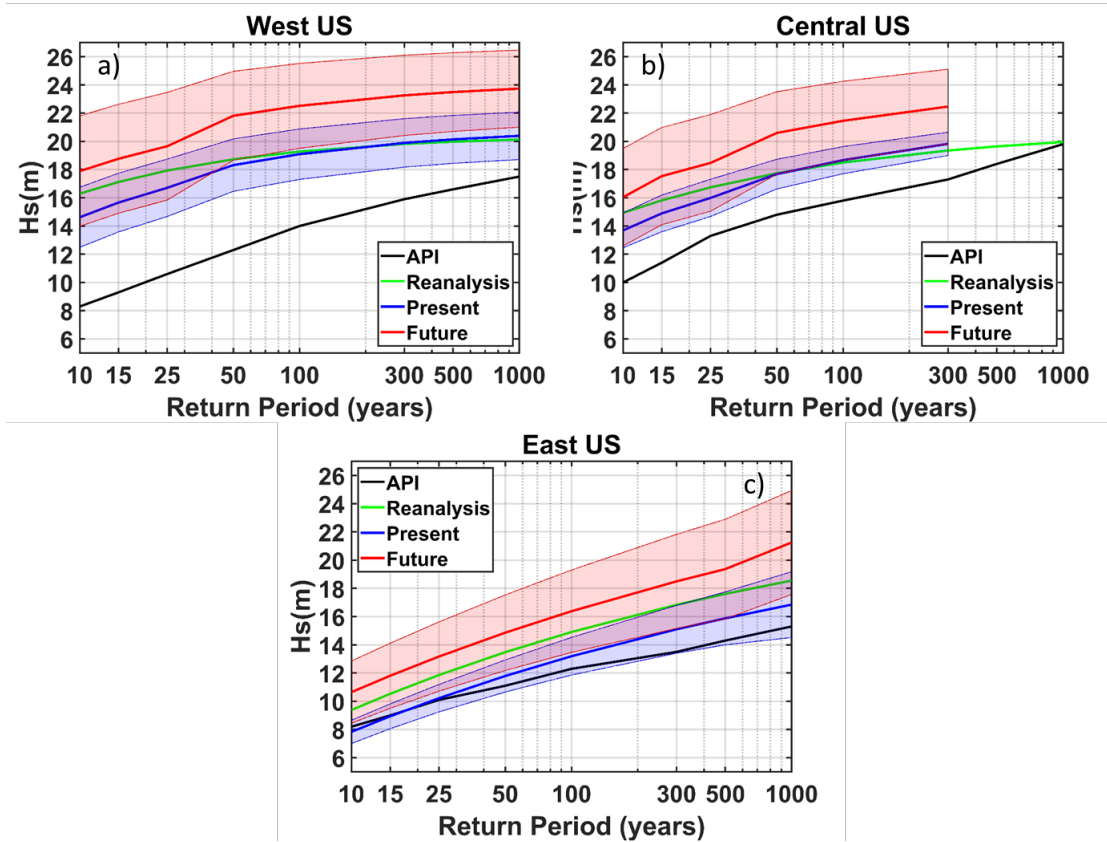 West US
a)
26
24
22
20
18
16
14
12
10
8
6
Hs(m)
API
Reanalysis
Present
Future
10 15 25 50 100 300 500 1000
Return Period (years)
Central US
b)
26
24
22
20
18
16
14
12
10
8
6
Hs(m)
API
Reanalysis
Present
Future
10 15 25 50 100 300 500 1000
Return Period (years)
East US
c)
26
24
22
20
18
16
14
12
10
8
6
Hs(m)
API
Reanalysis
Present
Future
10 15 25 50 100 300 500 1000
Return Period (years)